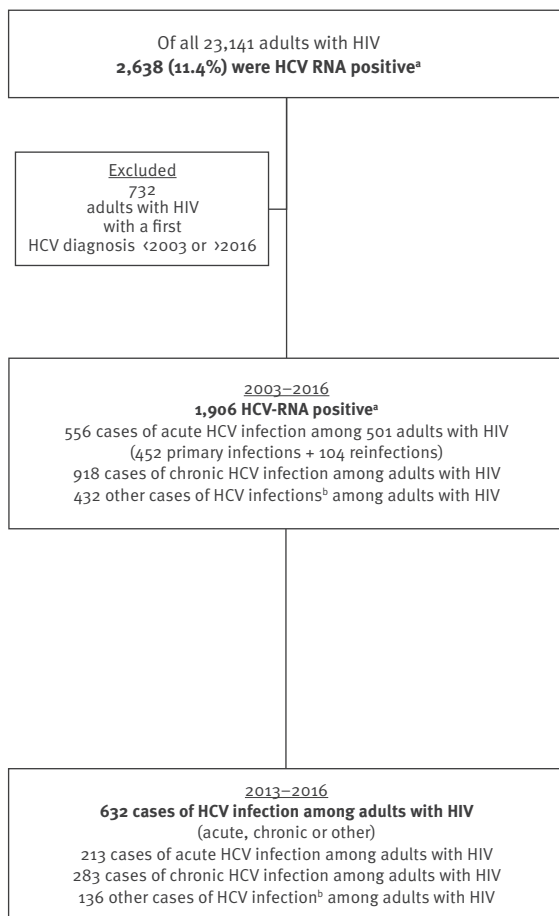 Of all 23,141 adults with HIV
2,638 (11.4%) were HCV RNA positiveᵃ
Excluded
732
adults with HIV
with a first
HCV diagnosis <2003 or >2016
2003–2016
1,906 HCV-RNA positiveᵃ
556 cases of acute HCV infection among 501 adults with HIV
(452 primary infections + 104 reinfections)
918 cases of chronic HCV infection among adults with HIV
432 other cases of HCV infectionsᵇ among adults with HIV
2013–2016
632 cases of HCV infection among adults with HIV
(acute, chronic or other)
213 cases of acute HCV infection among adults with HIV
283 cases of chronic HCV infection among adults with HIV
136 other cases of HCV infectionᵇ among adults with HIV